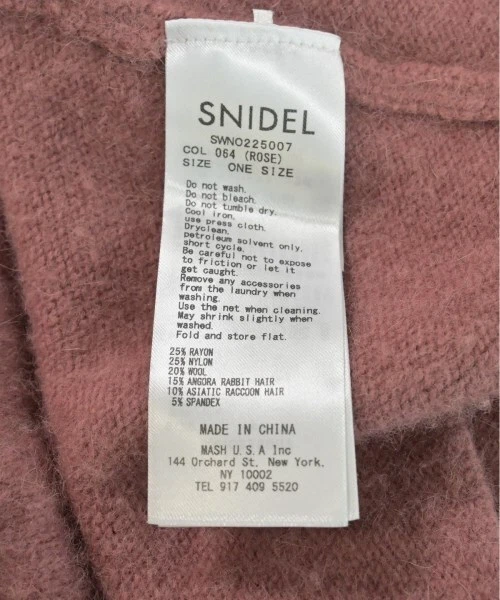 SNIDEL
SWNO225007
COL 064 (ROSE)
SIZE ONE SIZE
Do not wash.
Do not bleach.
Do not tumble dry.
Cool iron.
use press cloth.
Dryclean.
petroleum solvent only.
short cycle.
Be careful not to expose
to friction or let it
get caught.
Remove any accessories
from the laundry when
washing.
Use the net when cleaning.
May shrink slightly when
washed.
Fold and store flat.
25% RAYON
25% NYLON
20% WOOL
15% ANGORA RABBIT HAIR
10% ASIATIC RACCOON HAIR
5% SPANDEX
MADE IN CHINA
MASH U.S.A Inc
144 Orchard St. New York.
NY 10002
TEL 917 409 5520